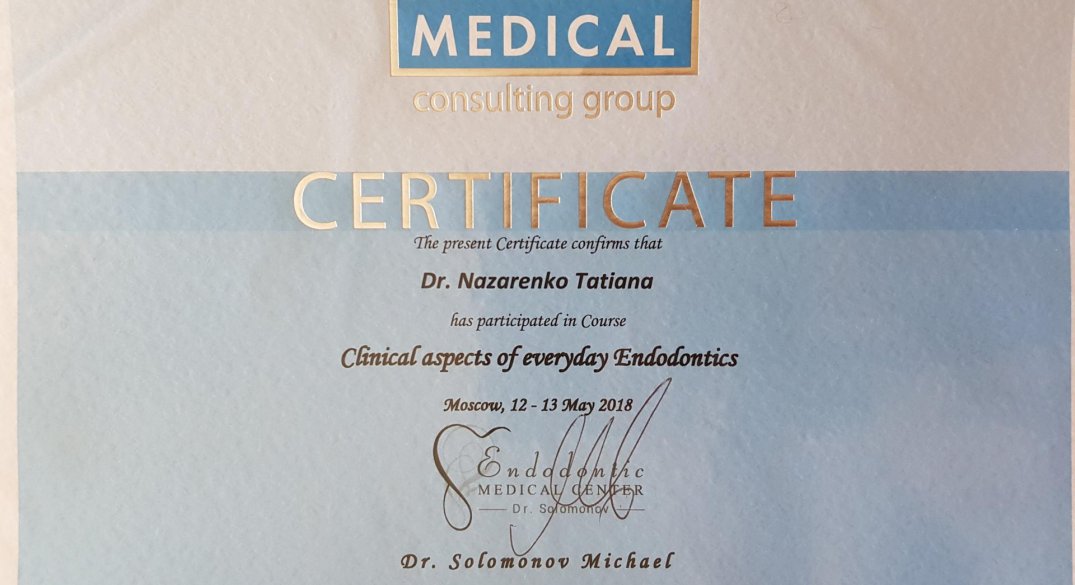 MEDICAL
consulting group
CERTIFICATE
The present Certificate confirms that
Dr. Nazarenko Tatiana
has participated in Course
Clinical aspects of everyday Endodontics
Moscow, 12 - 13 May 2018
Endodontic
MEDICAL CENTER
Dr. Solomonov
Dr. Solomonov Michael